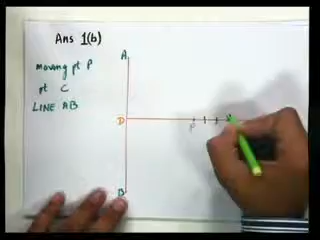 Ans 1(b)
moving pt P
pt C
LINE AB
A
D
P
B